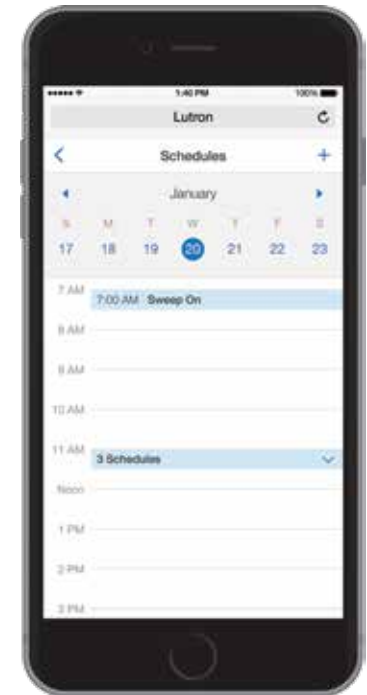 1:40 PM 100%
Lutron
Schedules +
January
S M T W T F S
17 18 19 20 21 22 23
7 AM
7:00 AM Sweep On
8 AM
9 AM
10 AM
11 AM
3 Schedules
Noon
1 PM
2 PM
3 PM